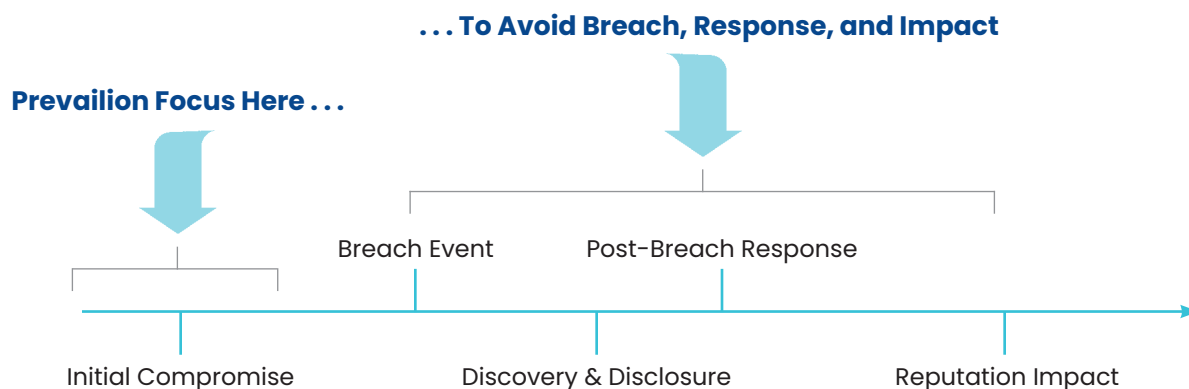 . . . To Avoid Breach, Response, and Impact
Prevailion Focus Here . . .
Breach Event
Post-Breach Response
Initial Compromise
Discovery & Disclosure
Reputation Impact